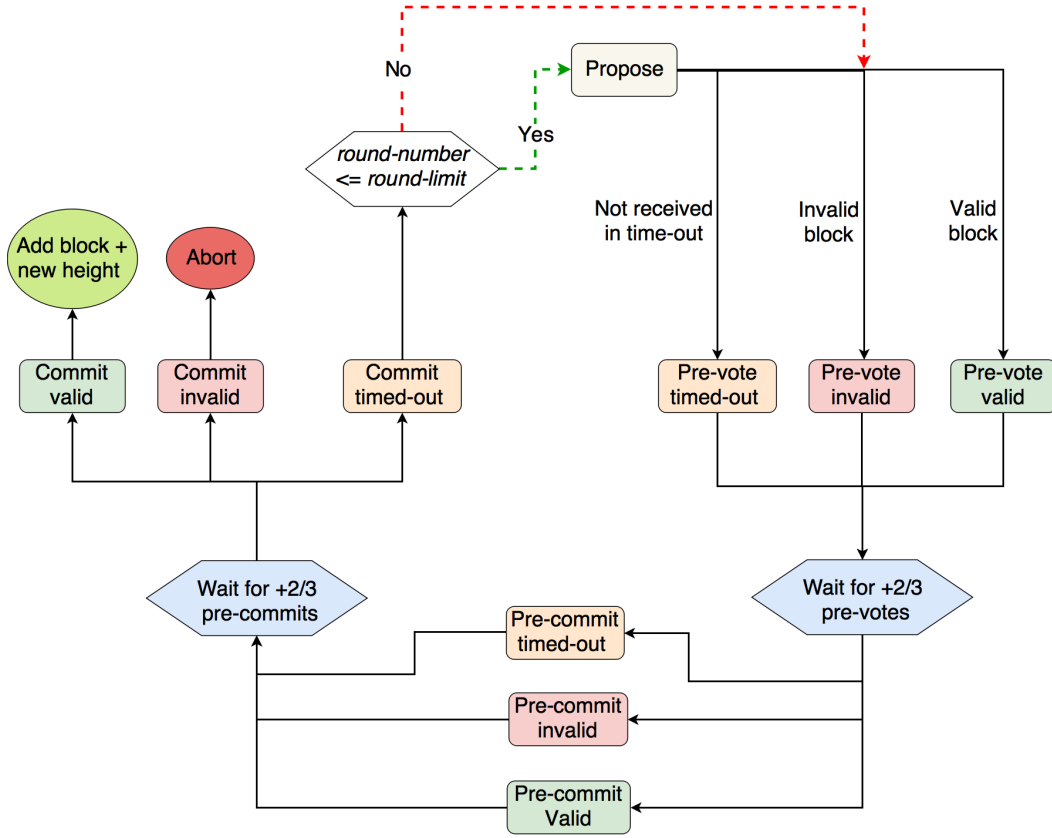 No
Propose
Yes
round-number
<= round-limit
Not received
in time-out
Invalid
block
Valid
block
Add block +
new height
Abort
Commit
valid
Commit
invalid
Commit
timed-out
Pre-vote
timed-out
Pre-vote
invalid
Pre-vote
valid
Wait for +2/3
pre-commits
Wait for +2/3
pre-votes
Pre-commit
timed-out
Pre-commit
invalid
Pre-commit
Valid